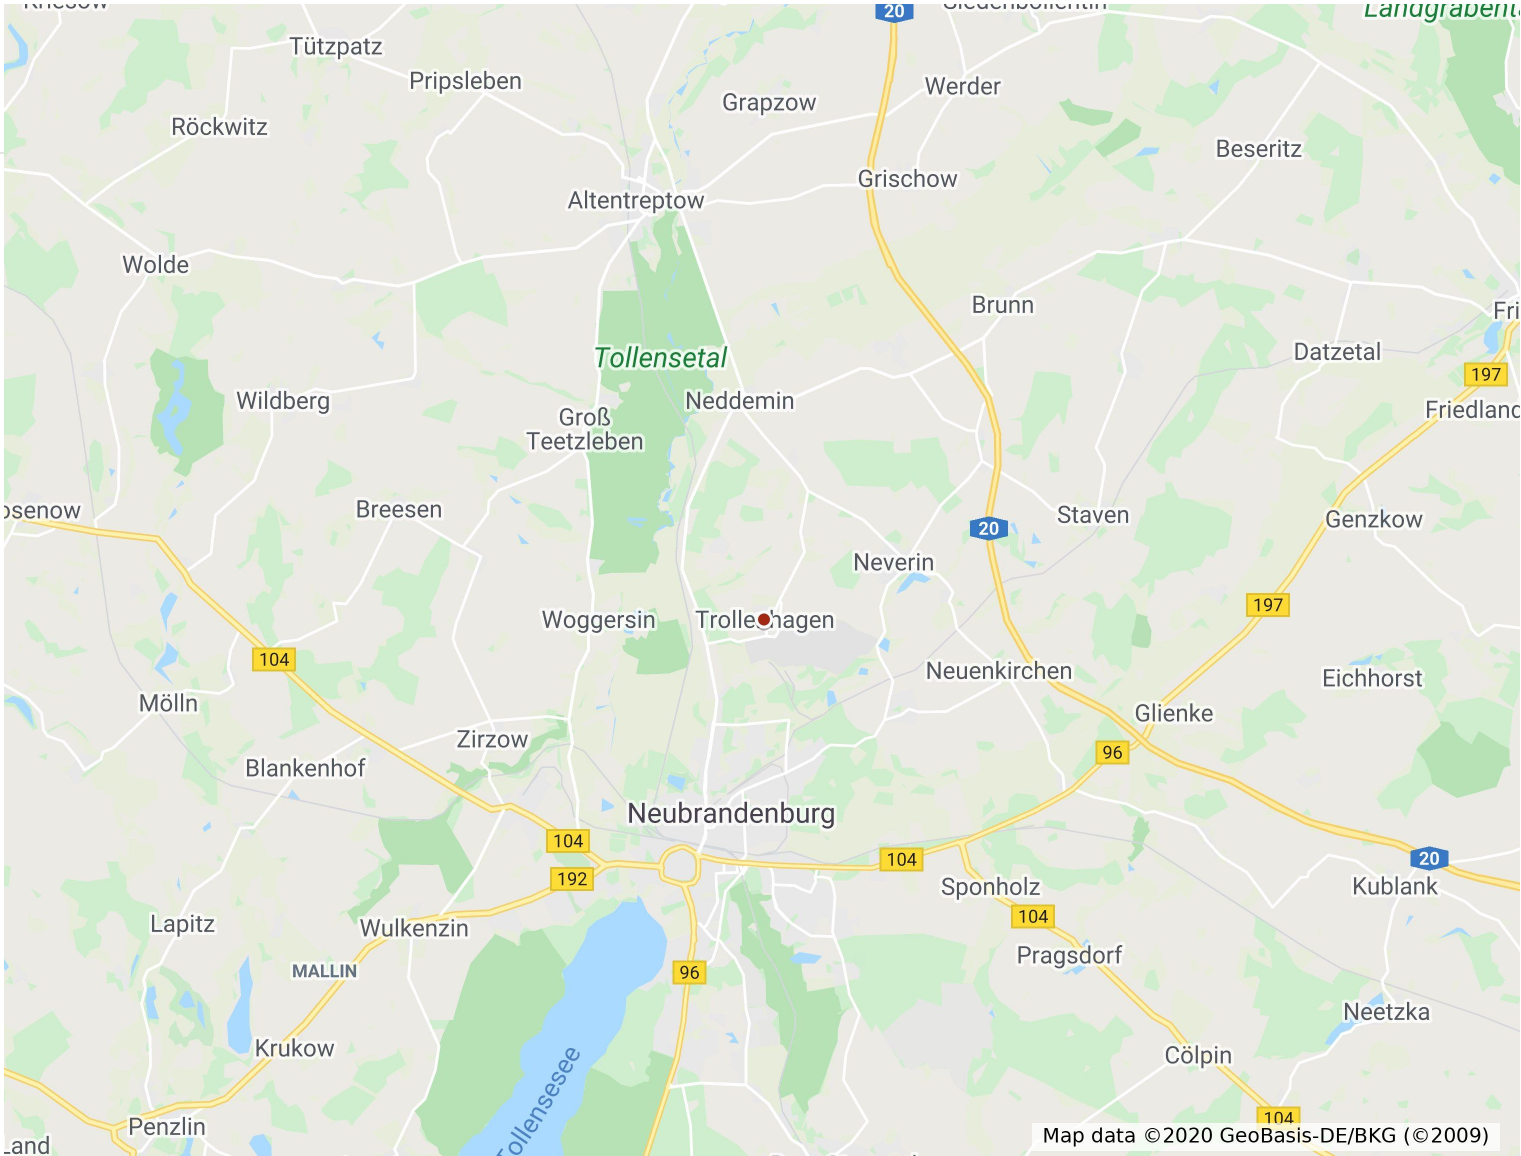 20
Tützpatz
Pripsleben
Werder
Grapzow
Röckwitz
Beseritz
Grischow
Altentreptow
Wolde
Brunn
Tollensetal
Datzetal
197
Wildberg
Neddemin
Friedland
Groß
Teetzleben
Breesen
Staven
20
Genzkow
Neverin
197
Woggersin
104
Neuenkirchen
Eichhorst
Mölln
Glienke
Zirzow
96
Blankenhof
Neubrandenburg
104
104
20
192
Sponholz
Kublank
104
Lapitz
Wulkenzin
Pragsdorf
MALLIN
96
Neetzka
Krukow
Cölpin
Tollensesee
104
Penzlin
Map data ©2020 GeoBasis-DE/BKG (©2009)